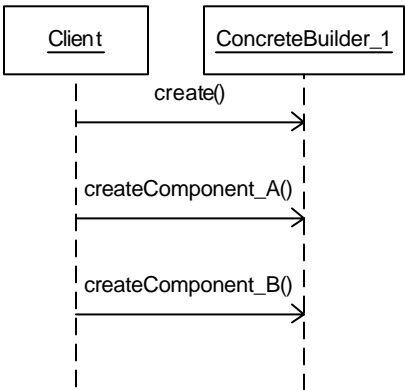 Client
ConcreteBuilder_1
create()
createComponent_A()
createComponent_B()